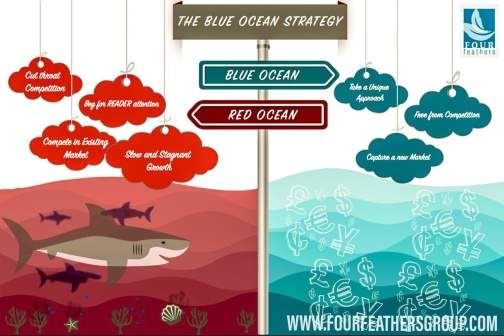 THE BLUE OCEAN STRATEGY
FOUR
feathers
BLUE OCEAN
RED OCEAN
Cut throat
Competition
Beg for READER attention
Compete in Existing
Market
Slow and Stagnant
Growth
Take a Unique
Approach
Free from Competition
Capture a new Market
£ $
€
¢ ¥
£ $
€
¢ ¥
£ $
€
¢ ¥
£ $
€
¢ ¥
WWW.FOURFEATHERSGROUP.COM